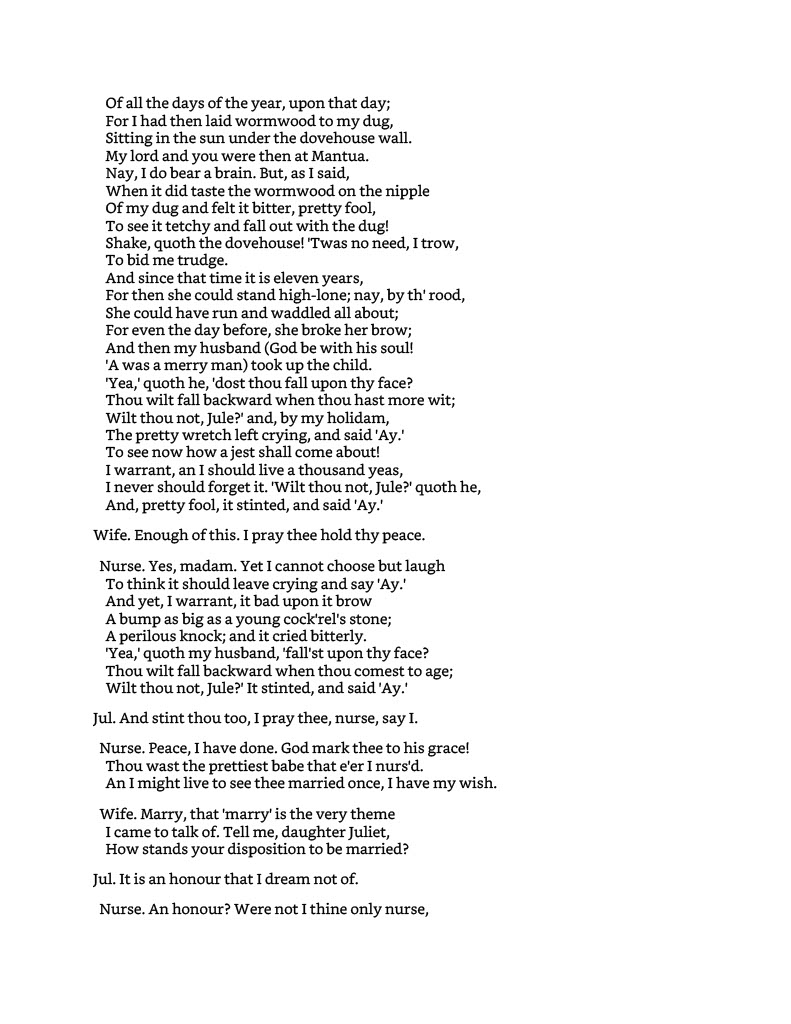 Of all the days of the year, upon that day;
For I had then laid wormwood to my dug,
Sitting in the sun under the dovehouse wall.
My lord and you were then at Mantua.
Nay, I do bear a brain. But, as I said,
When it did taste the wormwood on the nipple
Of my dug and felt it bitter, pretty fool,
To see it tetchy and fall out with the dug!
Shake, quoth the dovehouse! 'Twas no need, I trow,
To bid me trudge.
And since that time it is eleven years,
For then she could stand high-lone; nay, by th' rood,
She could have run and waddled all about;
For even the day before, she broke her brow;
And then my husband (God be with his soul!
'A was a merry man) took up the child.
'Yea,' quoth he, 'dost thou fall upon thy face?
Thou wilt fall backward when thou hast more wit;
Wilt thou not, Jule?' and, by my holidam,
The pretty wretch left crying, and said 'Ay.'
To see now how a jest shall come about!
I warrant, an I should live a thousand yeas,
I never should forget it. 'Wilt thou not, Jule?' quoth he,
And, pretty fool, it stinted, and said 'Ay.'
Wife. Enough of this. I pray thee hold thy peace.
Nurse. Yes, madam. Yet I cannot choose but laugh
To think it should leave crying and say 'Ay.'
And yet, I warrant, it bad upon it brow
A bump as big as a young cock'rel's stone;
A perilous knock; and it cried bitterly.
'Yea,' quoth my husband, 'fall'st upon thy face?
Thou wilt fall backward when thou comest to age;
Wilt thou not, Jule?' It stinted, and said 'Ay.'
Jul. And stint thou too, I pray thee, nurse, say I.
Nurse. Peace, I have done. God mark thee to his grace!
Thou wast the prettiest babe that e'er I nurs'd.
An I might live to see thee married once, I have my wish.
Wife. Marry, that 'marry' is the very theme
I came to talk of. Tell me, daughter Juliet,
How stands your disposition to be married?
Jul. It is an honour that I dream not of.
Nurse. An honour? Were not I thine only nurse,